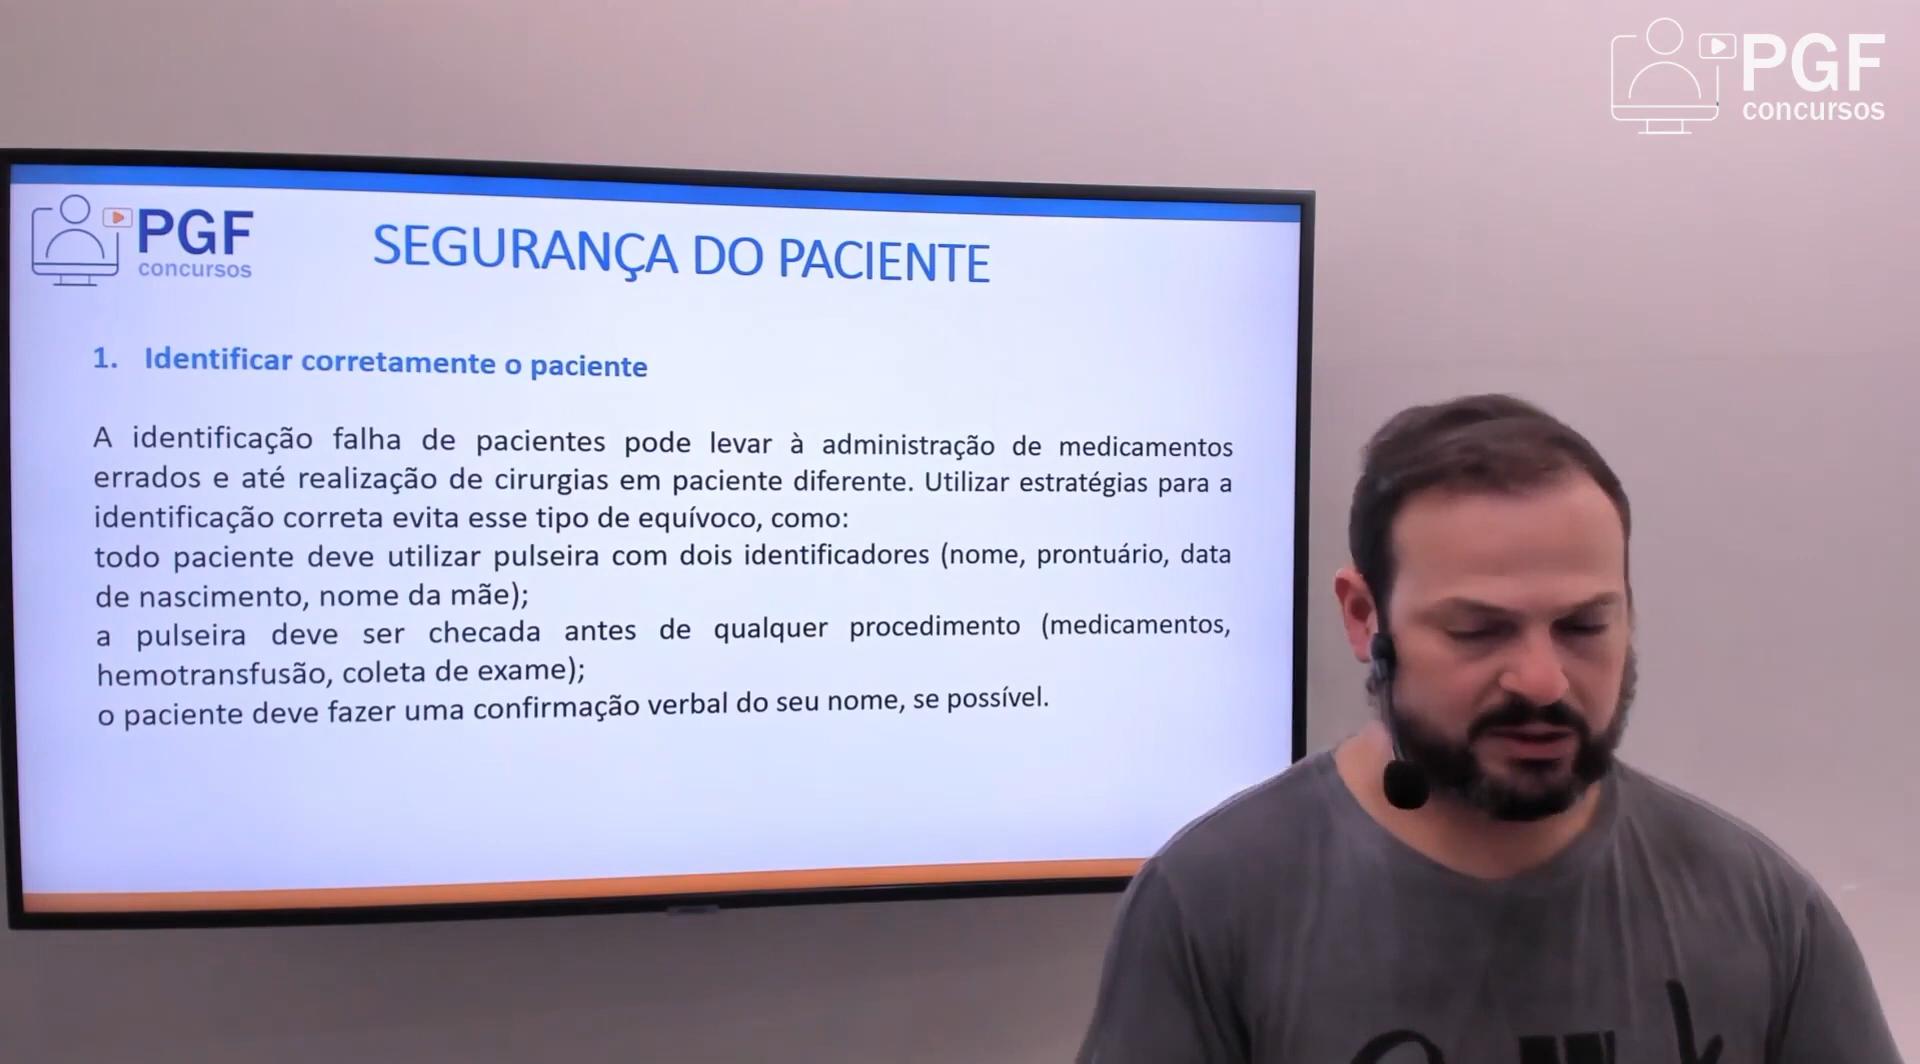 PGF
concursos
PGF
concursos
SEGURANÇA DO PACIENTE
1. Identificar corretamente o paciente
A identificação falha de pacientes pode levar à administração de medicamentos
errados e até realização de cirurgias em paciente diferente. Utilizar estratégias para a
identificação correta evita esse tipo de equívoco, como:
todo paciente deve utilizar pulseira com dois identificadores (nome, prontuário, data
de nascimento, nome da mãe);
a pulseira deve ser checada antes de qualquer procedimento (medicamentos,
hemotransfusão, coleta de exame);
o paciente deve fazer uma confirmação verbal do seu nome, se possível.